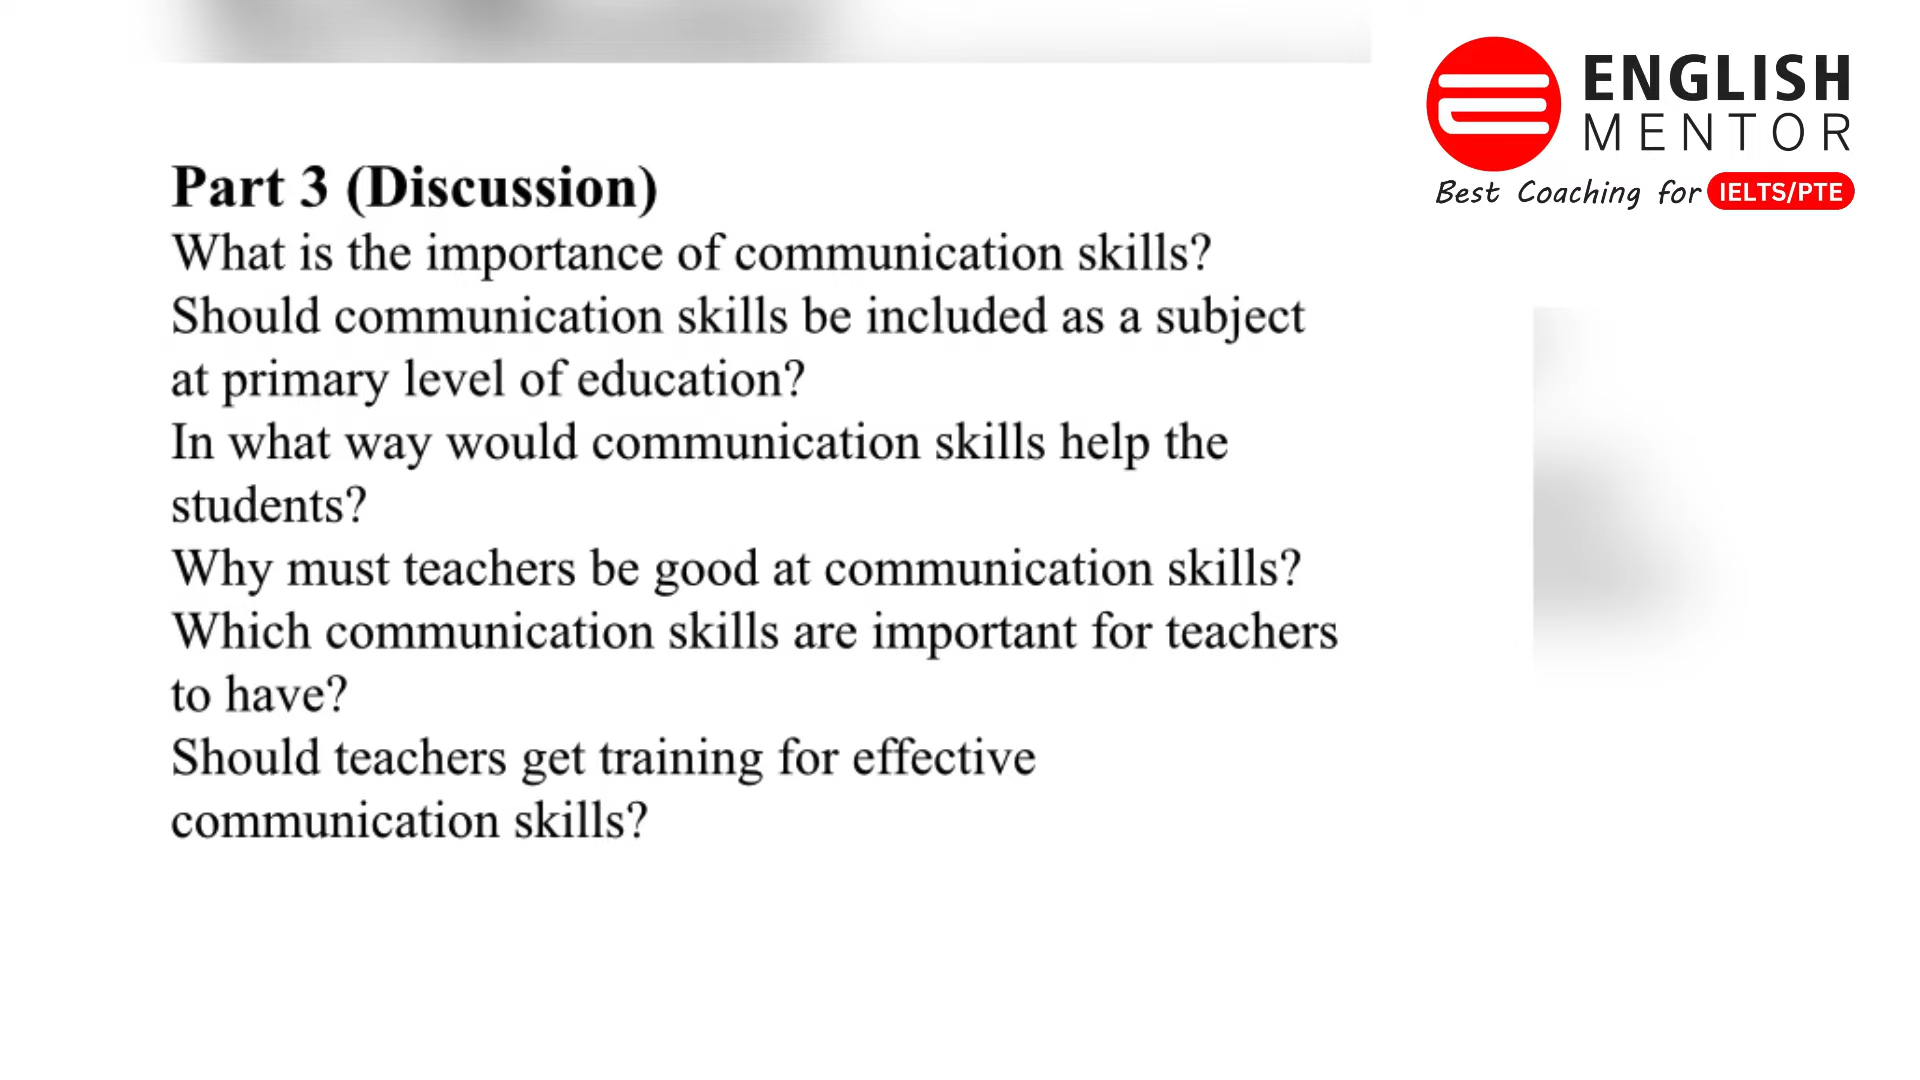 ENGLISH
MENTOR
Best Coaching for IELTS/PTE
Part 3 (Discussion)
What is the importance of communication skills?
Should communication skills be included as a subject
at primary level of education?
In what way would communication skills help the
students?
Why must teachers be good at communication skills?
Which communication skills are important for teachers
to have?
Should teachers get training for effective
communication skills?